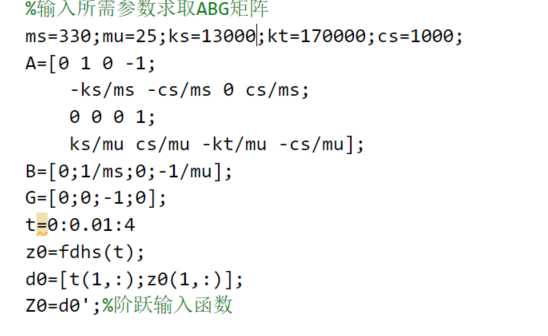 %输入所需参数求取ABG矩阵
ms=330;mu=25;ks=13000;kt=170000;cs=1000;
A=[0 1 0 -1;
-ks/ms -cs/ms 0 cs/ms;
0 0 0 1;
ks/mu cs/mu -kt/mu -cs/mu];
B=[0;1/ms;0;-1/mu];
G=[0;0;-1;0];
t=0:0.01:4
z0=fdhs(t);
d0=[t(1,:);z0(1,:)];
Z0=d0';%阶跃输入函数